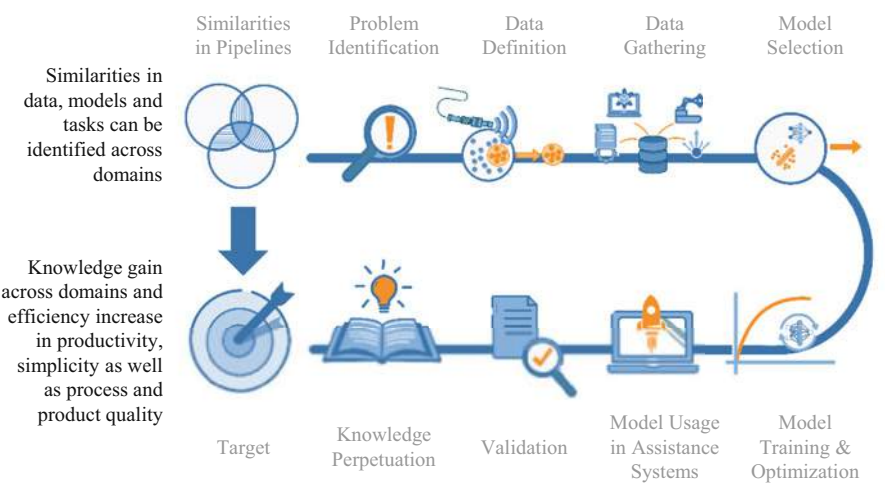 Similarities
in Pipelines
Problem
Identification
Data
Definition
Data
Gathering
Model
Selection
Similarities in
data, models and
tasks can be
identified across
domains
Knowledge gain
across domains and
efficiency increase
in productivity,
simplicity as well
as process and
product quality
Target
Knowledge
Perpetuation
Validation
Model Usage
in Assistance
Systems
Model
Training &
Optimization